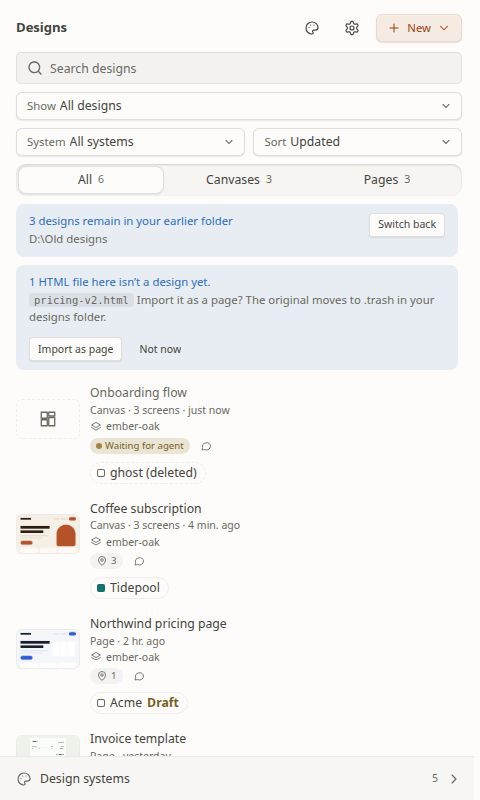 Designs
New
Search designs
Show All designs
System All systems
Sort Updated
All 6
Canvases 3
Pages 3
3 designs remain in your earlier folder
D:\Old designs
Switch back
1 HTML file here isn’t a design yet.
pricing-v2.html Import it as a page? The original moves to .trash in your
designs folder.
Import as page
Not now
Onboarding flow
Canvas · 3 screens · just now
ember-oak
Waiting for agent
ghost (deleted)
Coffee subscription
Canvas · 3 screens · 4 min. ago
ember-oak
3
Tidepool
Northwind pricing page
Page · 2 hr. ago
ember-oak
1
Acme Draft
Invoice template
Page · yesterday
Design systems
5